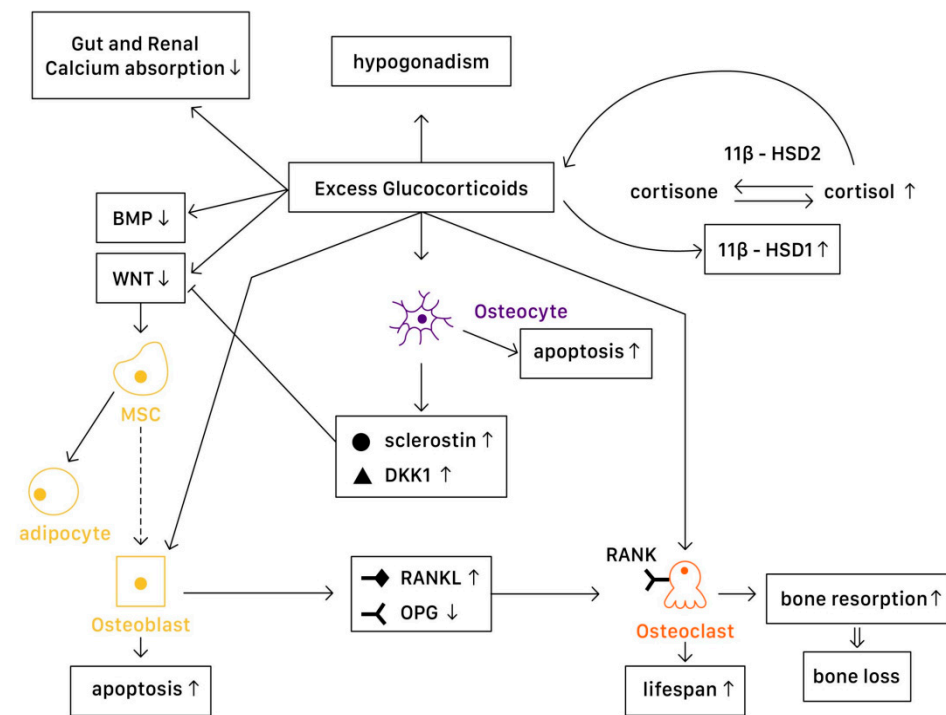 Gut and Renal
Calcium absorption ↓
hypogonadism
11β - HSD2
cortisone
cortisol ↑
Excess Glucocorticoids
BMP ↓
11β - HSD1 ↑
WNT ↓
Osteocyte
apoptosis ↑
MSC
sclerostin ↑
DKK1 ↑
adipocyte
RANK
RANKL ↑
OPG ↓
bone resorption ↑
Osteoblast
Osteoclast
apoptosis ↑
lifespan ↑
bone loss